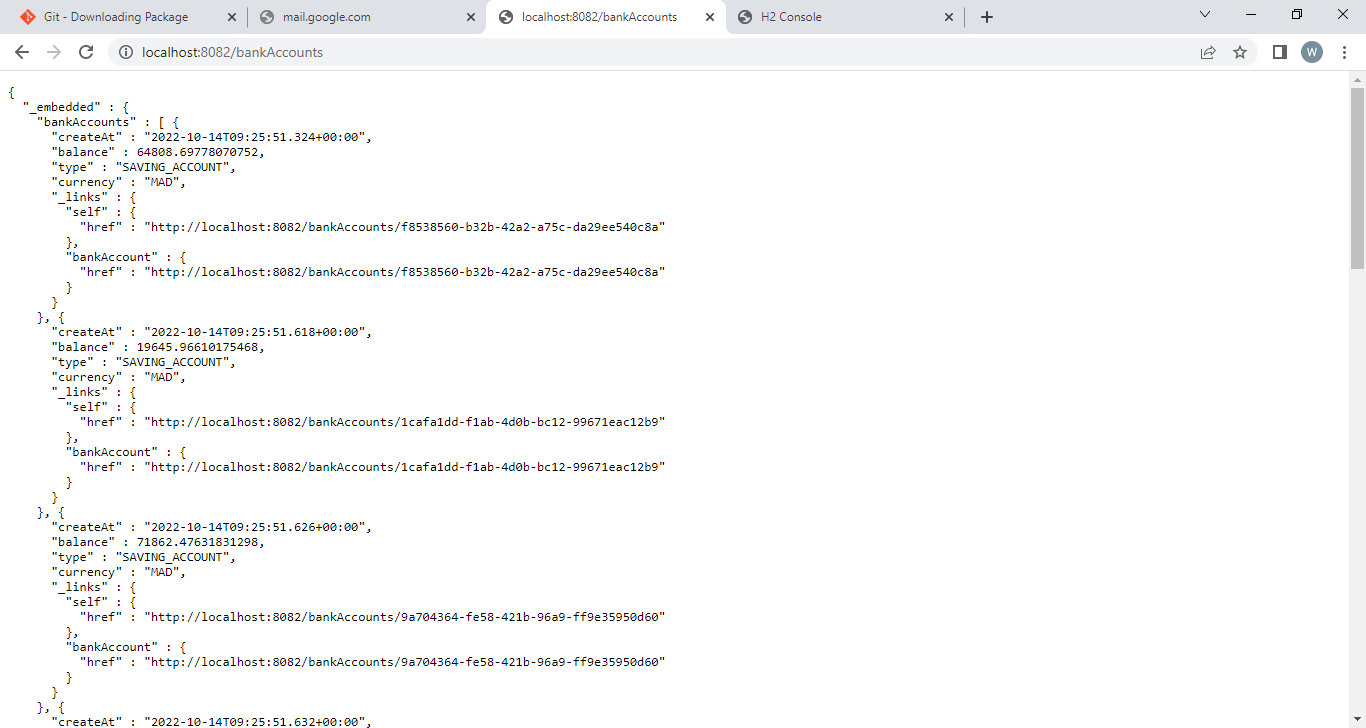 Git - Downloading Package
mail.google.com
localhost:8082/bankAccounts
H2 Console
localhost:8082/bankAccounts
W
{
  "_embedded" : {
    "bankAccounts" : [ {
      "createAt" : "2022-10-14T09:25:51.324+00:00",
      "balance" : 64808.69778070752,
      "type" : "SAVING_ACCOUNT",
      "currency" : "MAD",
      "_links" : {
        "self" : {
          "href" : "http://localhost:8082/bankAccounts/f8538560-b32b-42a2-a75c-da29ee540c8a"
        },
        "bankAccount" : {
          "href" : "http://localhost:8082/bankAccounts/f8538560-b32b-42a2-a75c-da29ee540c8a"
        }
      }
    }, {
      "createAt" : "2022-10-14T09:25:51.618+00:00",
      "balance" : 19645.96610175468,
      "type" : "SAVING_ACCOUNT",
      "currency" : "MAD",
      "_links" : {
        "self" : {
          "href" : "http://localhost:8082/bankAccounts/1cafa1dd-f1ab-4d0b-bc12-99671eac12b9"
        },
        "bankAccount" : {
          "href" : "http://localhost:8082/bankAccounts/1cafa1dd-f1ab-4d0b-bc12-99671eac12b9"
        }
      }
    }, {
      "createAt" : "2022-10-14T09:25:51.626+00:00",
      "balance" : 71862.47631831298,
      "type" : "SAVING_ACCOUNT",
      "currency" : "MAD",
      "_links" : {
        "self" : {
          "href" : "http://localhost:8082/bankAccounts/9a704364-fe58-421b-96a9-ff9e35950d60"
        },
        "bankAccount" : {
          "href" : "http://localhost:8082/bankAccounts/9a704364-fe58-421b-96a9-ff9e35950d60"
        }
      }
    }, {
      "createAt" : "2022-10-14T09:25:51.632+00:00",